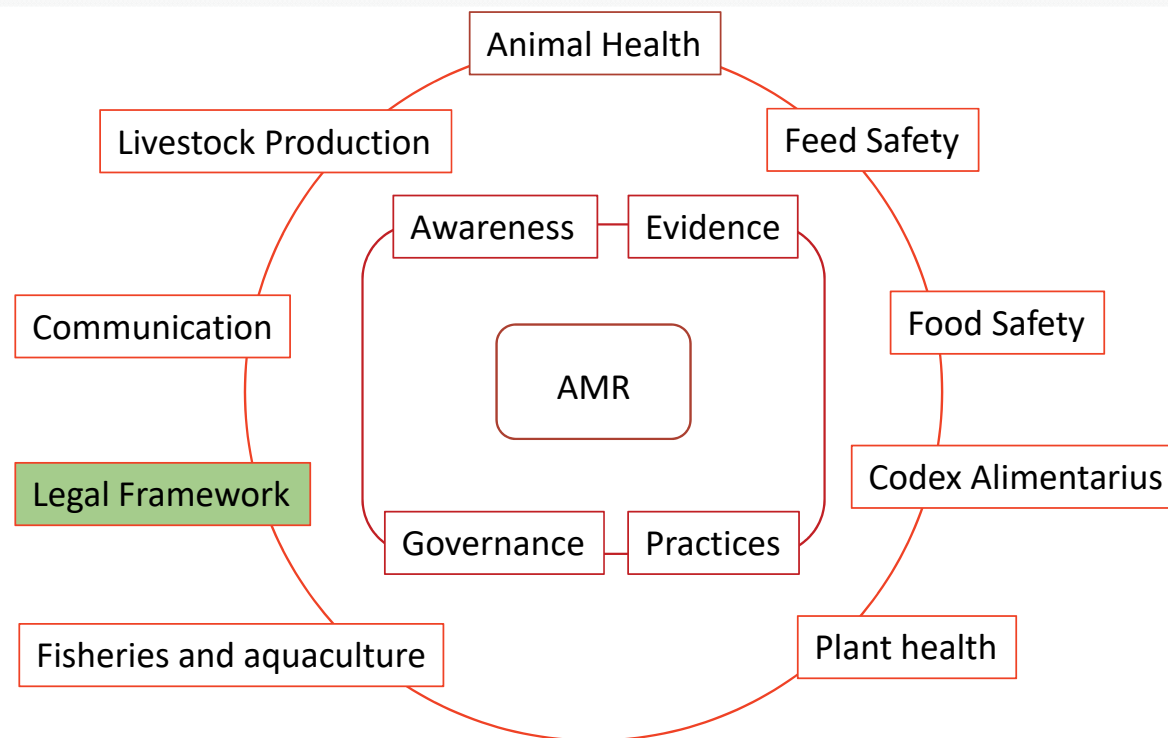 Animal Health
Livestock Production
Feed Safety
Awareness
Evidence
Communication
Food Safety
AMR
Legal Framework
Codex Alimentarius
Governance
Practices
Fisheries and aquaculture
Plant health